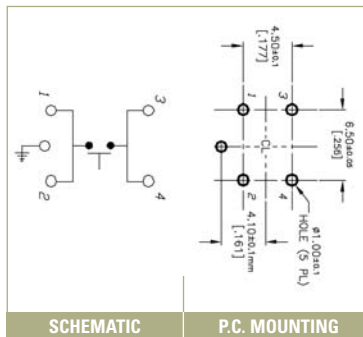 1
3
2
4
4.50±0.1
[.177]
1
3
6.50±0.05
[.256]
CL
2
4
4.10±0.1mm
[.161]
ø1.00±0.1
HOLE (5 PL)
SCHEMATIC
P.C. MOUNTING